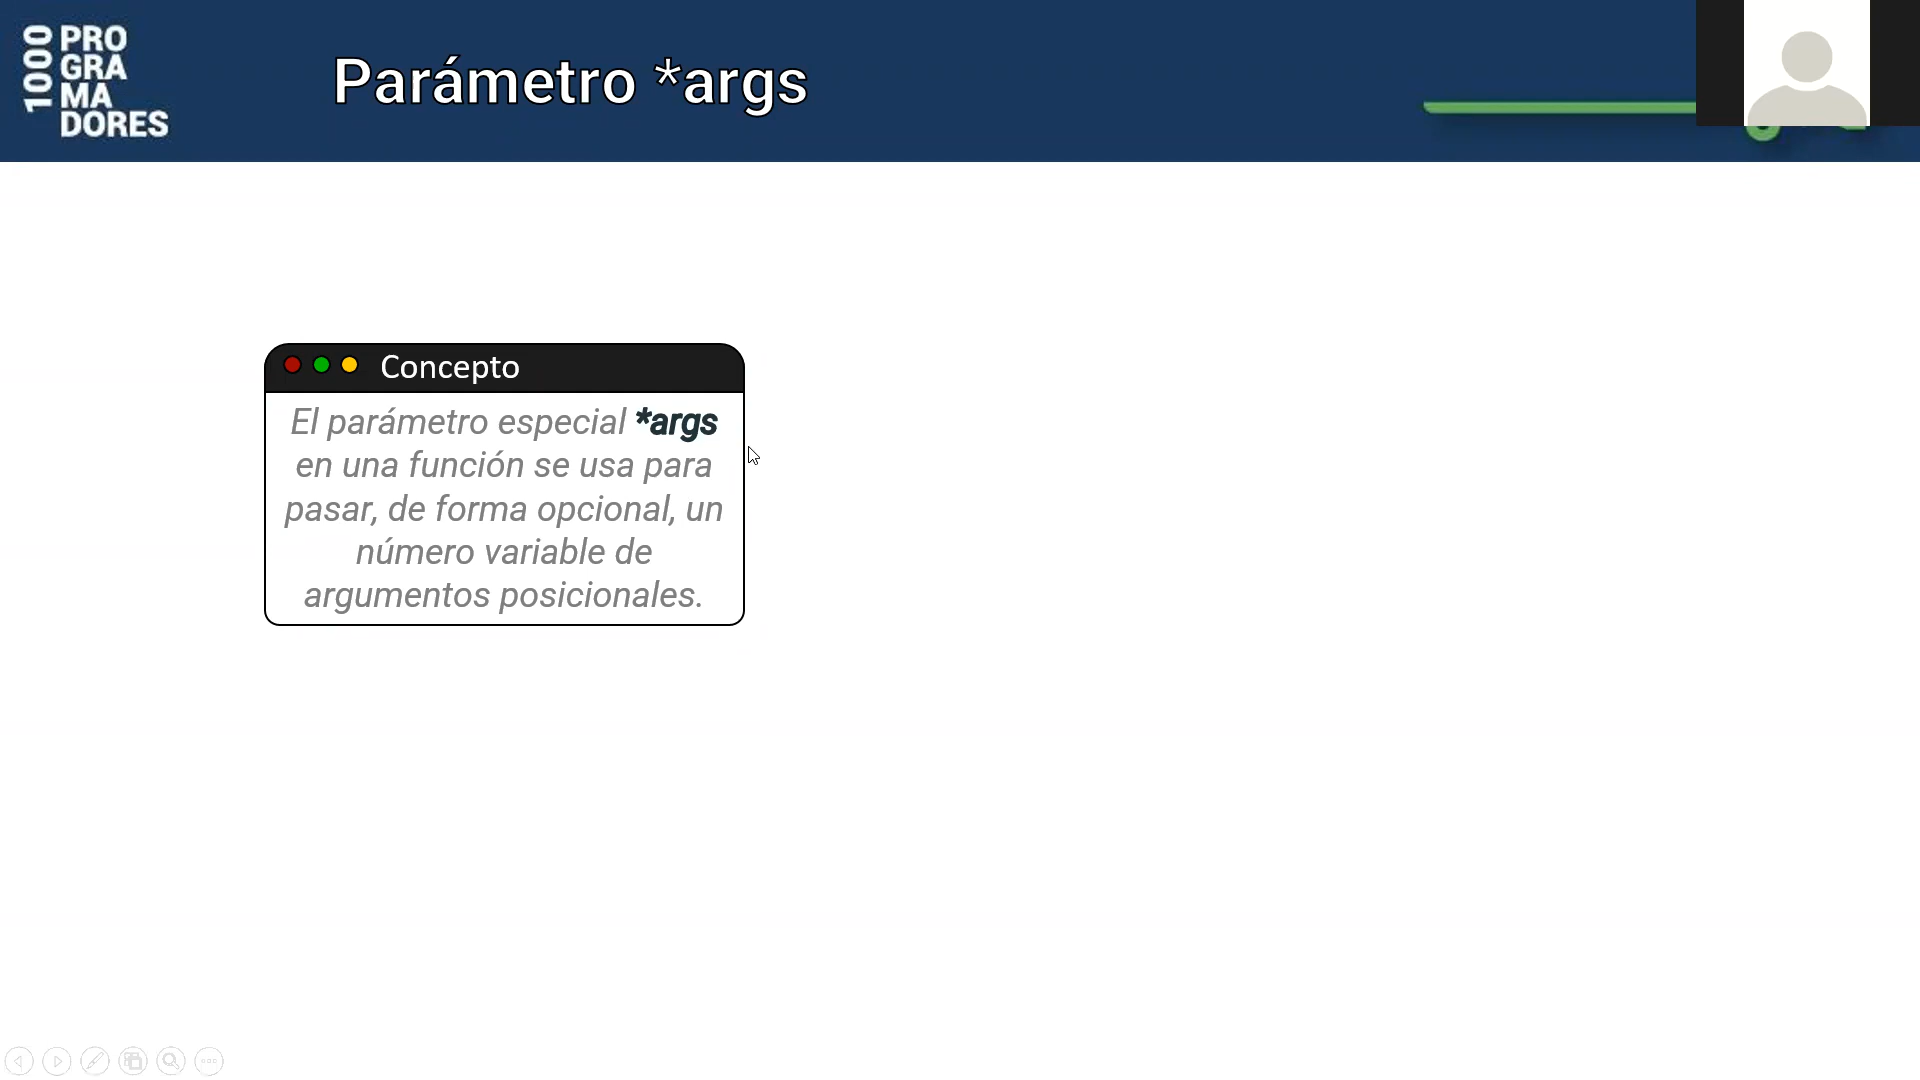 1000
PRO
GRA
MA
DORES
Parámetro *args
Concepto
El parámetro especial *args
en una función se usa para
pasar, de forma opcional, un
número variable de
argumentos posicionales.